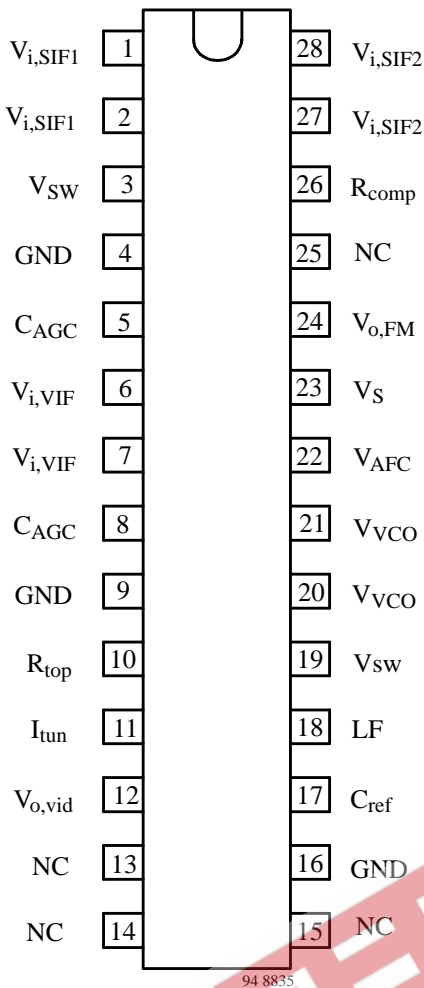 V_i,SIF1 1 28 V_i,SIF2
V_i,SIF1 2 27 V_i,SIF2
V_SW 3 26 R_comp
GND 4 25 NC
C_AGC 5 24 V_o,FM
V_i,VIF 6 23 V_S
V_i,VIF 7 22 V_AFC
C_AGC 8 21 V_VCO
GND 9 20 V_VCO
R_top 10 19 Vsw
I_tun 11 18 LF
V_o,vid 12 17 C_ref
NC 13 16 GND
NC 14 15 NC
94 8835